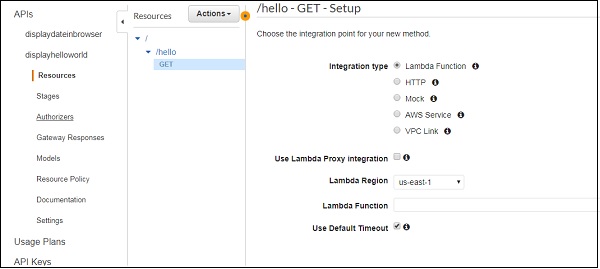 APIs
displaydateinbrowser
displayhelloworld
Resources
Stages
Authorizers
Gateway Responses
Models
Resource Policy
Documentation
Settings
Usage Plans
API Keys
Resources
Actions
/
/hello
GET
/hello - GET - Setup
Choose the integration point for your new method.
Integration type Lambda Function
HTTP
Mock
AWS Service
VPC Link
Use Lambda Proxy integration
Lambda Region us-east-1
Lambda Function
Use Default Timeout